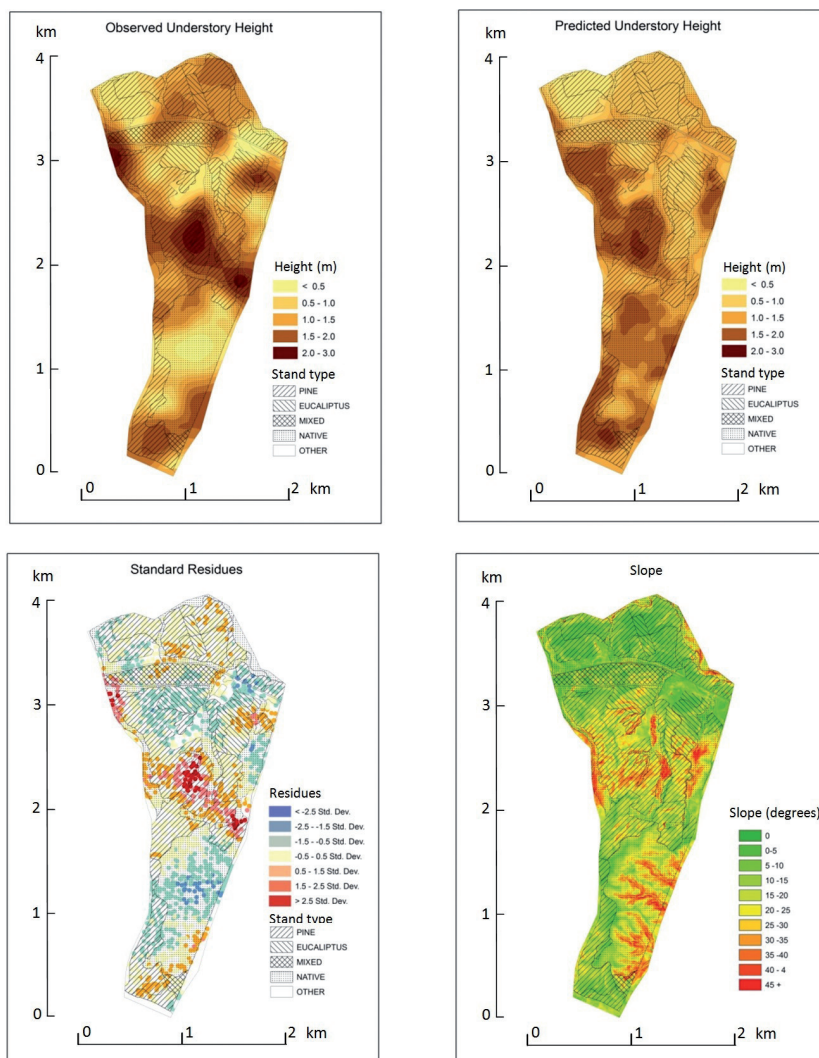 Observed Understory Height
km
4
3
2
1
0
Height (m)
< 0.5
0.5 - 1.0
1.0 - 1.5
1.5 - 2.0
2.0 - 3.0
Stand type
PINE
EUCALIPTUS
MIXED
NATIVE
OTHER
0 1 2 km
Predicted Understory Height
km
4
3
2
1
0
Height (m)
< 0.5
0.5 - 1.0
1.0 - 1.5
1.5 - 2.0
2.0 - 3.0
Stand type
PINE
EUCALIPTUS
MIXED
NATIVE
OTHER
0 1 2 km
Standard Residues
km
4
3
2
1
0
Residues
< -2.5 Std. Dev.
-2.5 - -1.5 Std. Dev.
-1.5 - -0.5 Std. Dev.
-0.5 - 0.5 Std. Dev.
0.5 - 1.5 Std. Dev.
1.5 - 2.5 Std. Dev.
> 2.5 Std. Dev.
Stand type
PINE
EUCALIPTUS
MIXED
NATIVE
OTHER
0 1 2 km
Slope
km
4
3
2
1
0
Slope (degrees)
0
0-5
5-10
10 -15
15 -20
20 - 25
25 -30
30 -35
35 -40
40 - 4
45 +
0 1 2 km